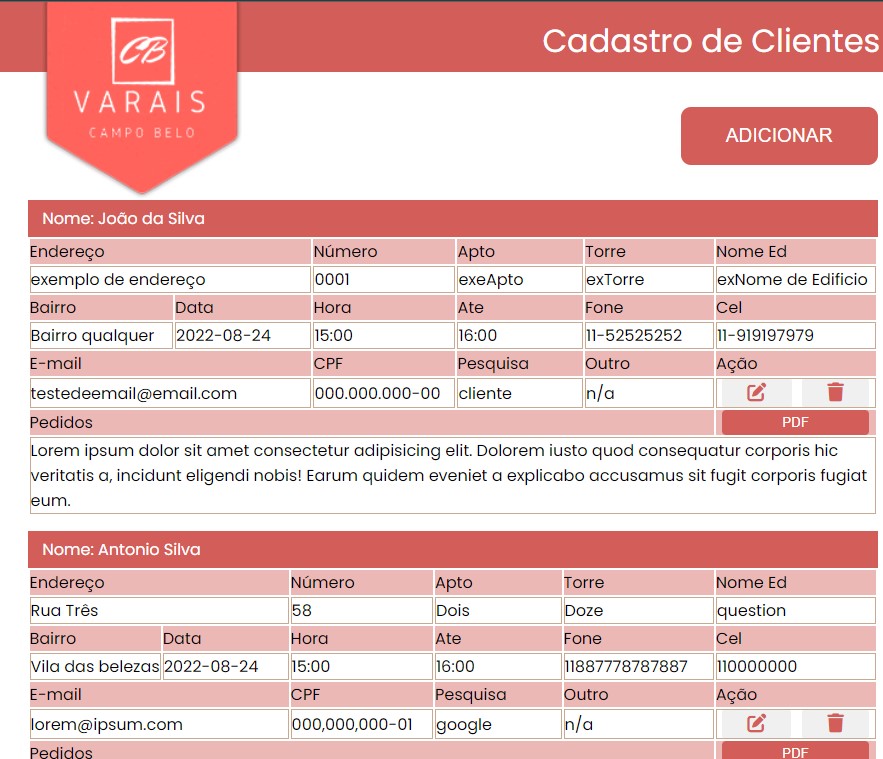 Cadastro de Clientes
CB
VARAIS
CAMPO BELO
ADICIONAR
Nome: João da Silva
Endereço Número Apto Torre Nome Ed
exemplo de endereço 0001 exeApto exTorre exNome de Edificio
Bairro Data Hora Ate Fone Cel
Bairro qualquer 2022-08-24 15:00 16:00 11-52525252 11-919197979
E-mail CPF Pesquisa Outro Ação
testedeemail@email.com 000.000.000-00 cliente n/a
Pedidos PDF
Lorem ipsum dolor sit amet consectetur adipisicing elit. Dolorem iusto quod consequatur corporis hic
veritatis a, incidunt eligendi nobis! Earum quidem eveniet a explicabo accusamus sit fugit corporis fugiat
eum.
Nome: Antonio Silva
Endereço Número Apto Torre Nome Ed
Rua Três 58 Dois Doze question
Bairro Data Hora Ate Fone Cel
Vila das belezas 2022-08-24 15:00 16:00 11887778787887 110000000
E-mail CPF Pesquisa Outro Ação
lorem@ipsum.com 000,000,000-01 google n/a
Pedidos PDF